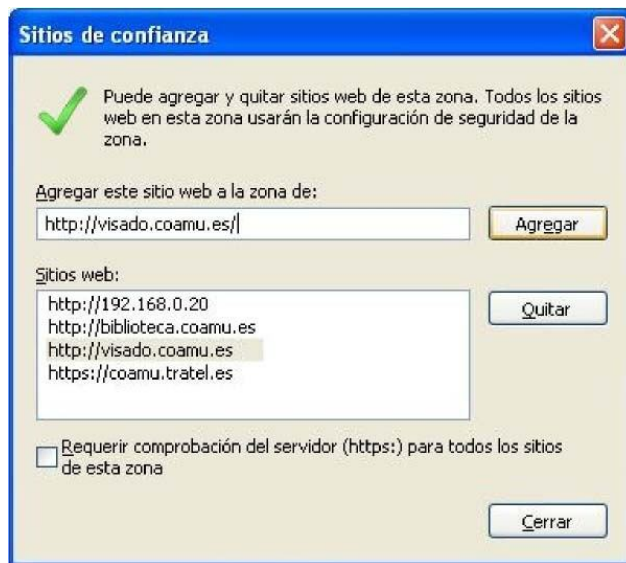 Sitios de confianza
Puede agregar y quitar sitios web de esta zona. Todos los sitios
web en esta zona usarán la configuración de seguridad de la
zona.
Agregar este sitio web a la zona de:
http://visado.coamu.es/
Agregar
Sitios web:
http://192.168.0.20
http://biblioteca.coamu.es
http://visado.coamu.es
https://coamu.tratel.es
Quitar
Requerir comprobación del servidor (https:) para todos los sitios
de esta zona
Cerrar